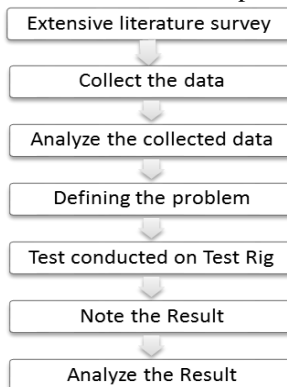 Extensive literature survey
Collect the data
Analyze the collected data
Defining the problem
Test conducted on Test Rig
Note the Result
Analyze the Result